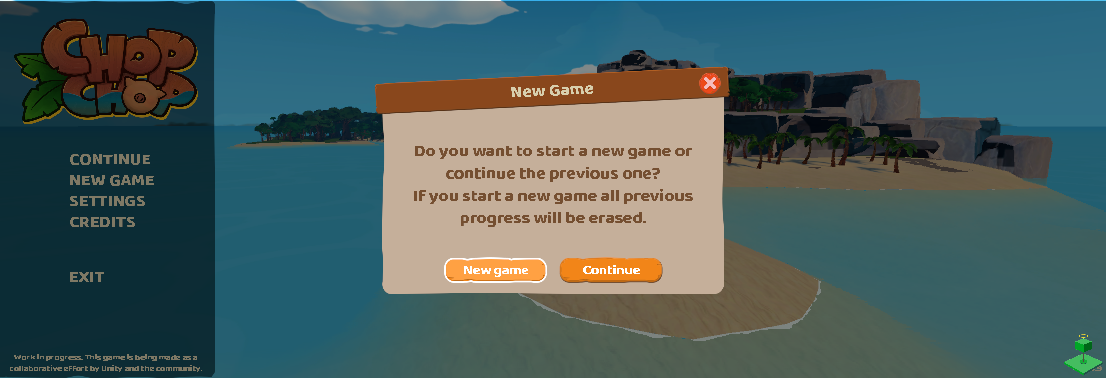 CHOP
CHOP
CONTINUE
NEW GAME
SETTINGS
CREDITS
EXIT
Work in progress. This game is being made as a
collaborative effort by Unity and the community.
New Game
Do you want to start a new game or
continue the previous one?
If you start a new game all previous
progress will be erased.
New game
Continue